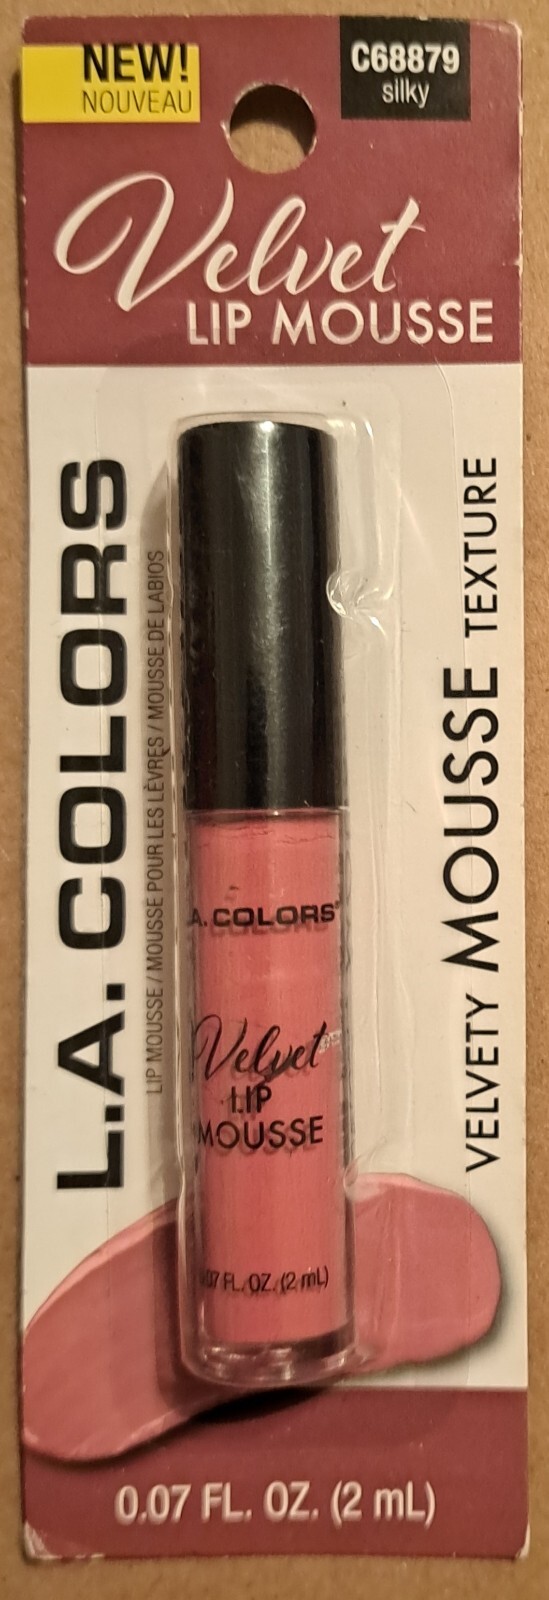 NEW!
NOUVEAU
C68879
silky
Velvet
LIP MOUSSE
L.A. COLORS
LIP MOUSSE / MOUSSE POUR LES LÈVRES / MOUSSE DE LABIOS
VELVETY MOUSSE TEXTURE
A. COLORS
Velvet
LIP
MOUSSE
.07 FL. OZ. (2 mL)
0.07 FL. OZ. (2 mL)